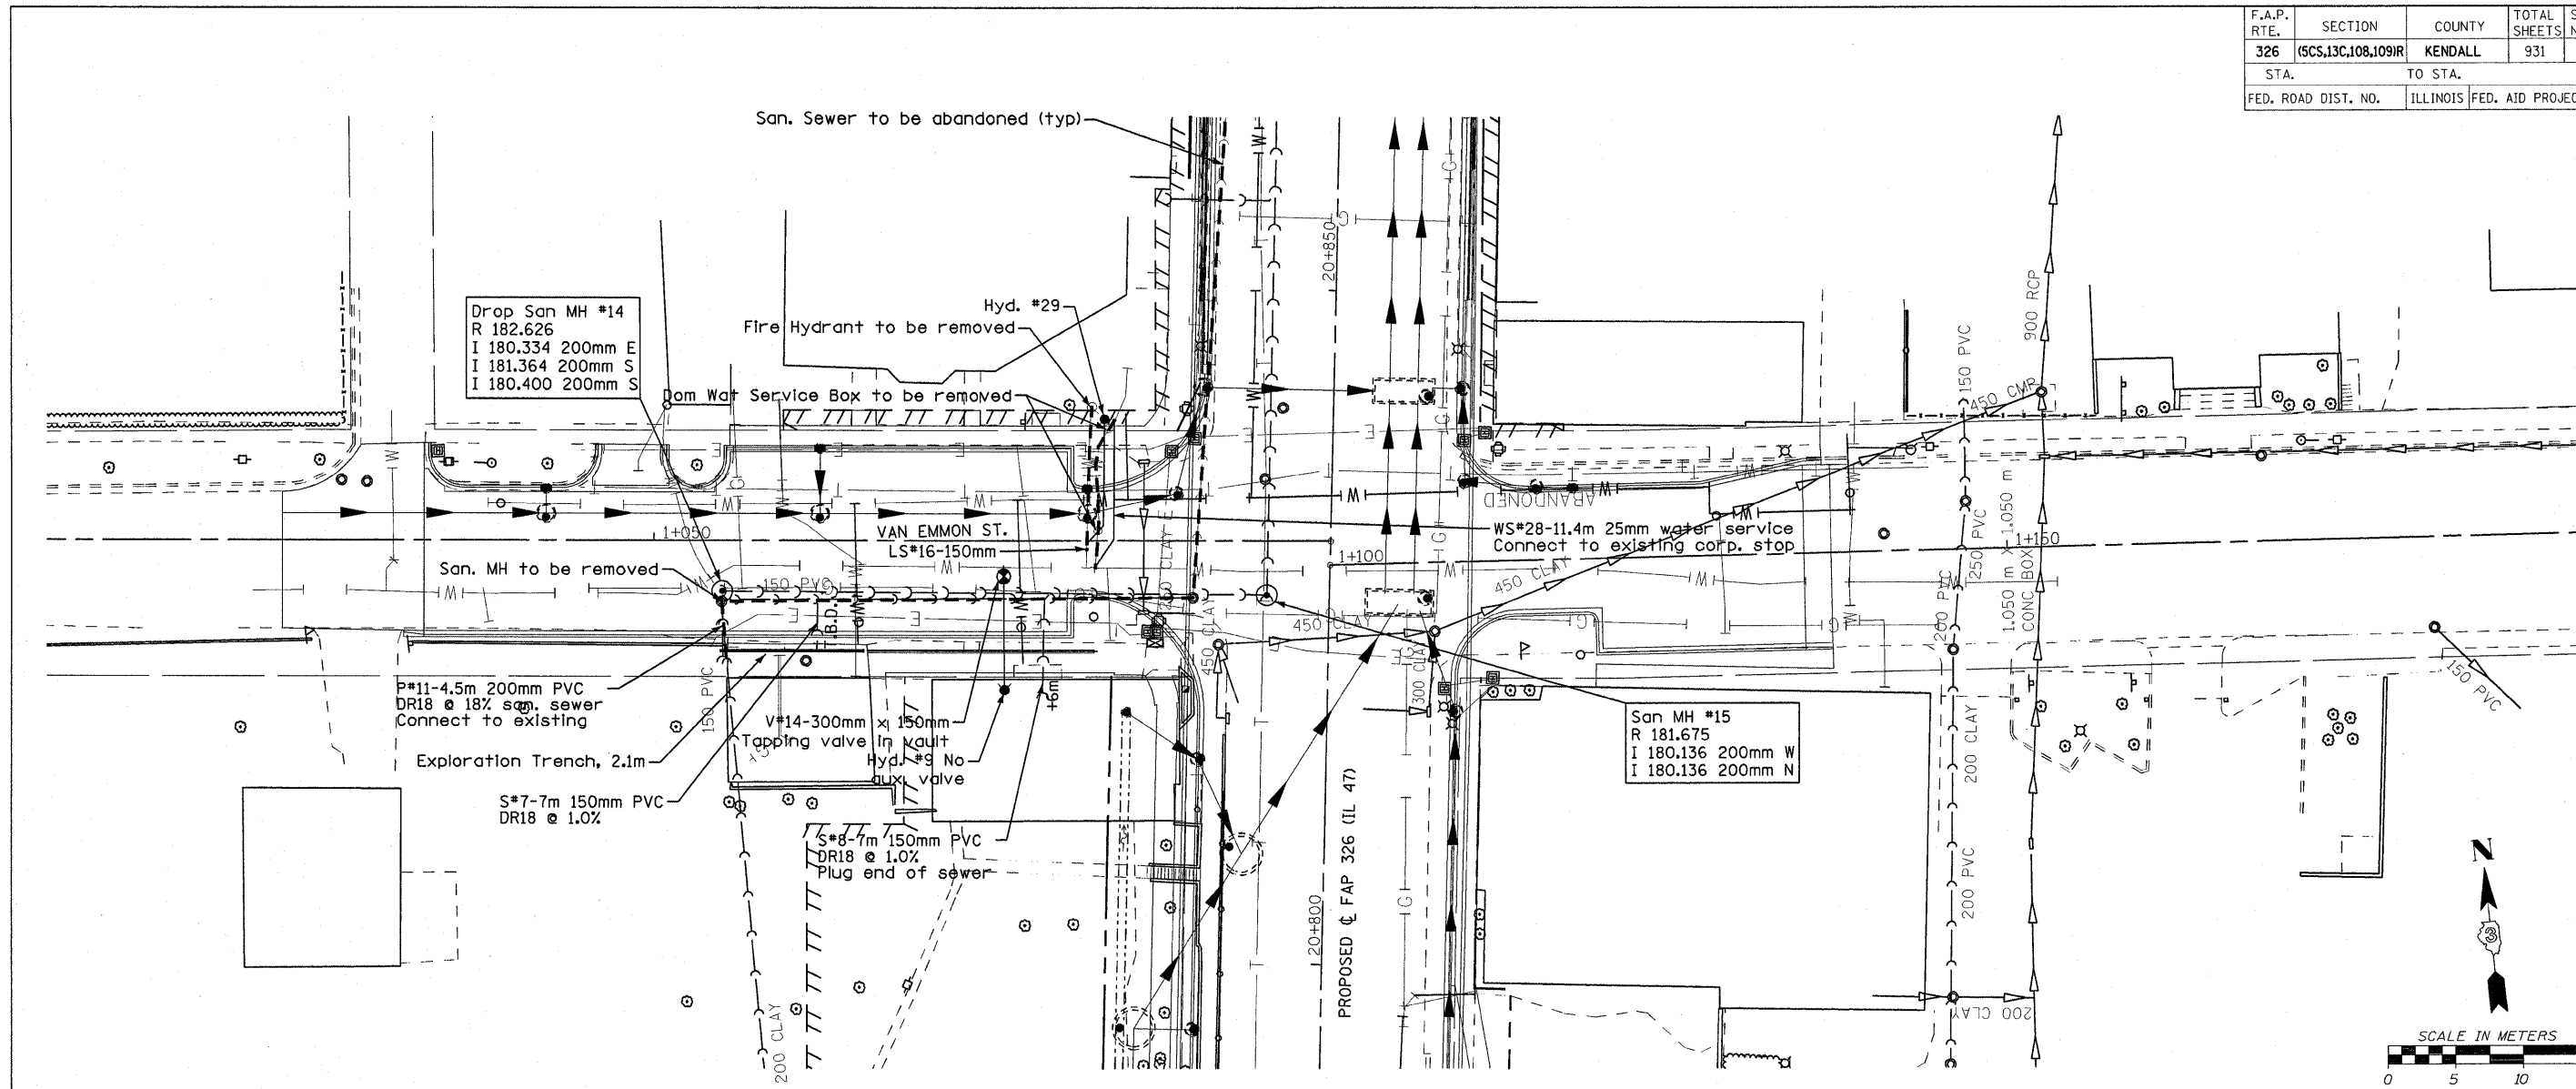 F.A.P. RTE. SECTION COUNTY TOTAL SHEETS
326 (5CS,13C,108,109)R KENDALL 931
STA. TO STA.
FED. ROAD DIST. NO. ILLINOIS FED. AID PROJEC
San. Sewer to be abandoned (typ)
Drop San MH #14
R 182.626
I 180.334 200mm E
I 181.364 200mm S
I 180.400 200mm S
Hyd. #29
Fire Hydrant to be removed
Dom Wat Service Box to be removed
20+850
900 RCP
150 PVC
450 CMP
ABANDONED
VAN EMMON ST.
LS#16-150mm
1+050
WS#28-11.4m 25mm water service
Connect to existing corp. stop
1+100
1+150
San. MH to be removed
150 PVC
T.B.D.
250 CLAY
450 CLAY
450 CLAY
450 CLAY
300 CLAY
250 PVC
200 PVC
1.050 m X 1.050 m
CONC BOX
P#11-4.5m 200mm PVC
DR18 @ 18% san. sewer
Connect to existing
150 PVC
Exploration Trench, 2.1m
S#7-7m 150mm PVC
DR18 @ 1.0%
V#14-300mm x 150mm
Tapping valve in vault
Hyd. #9 No
aux. valve
+6m
S#8-7m 150mm PVC
DR18 @ 1.0%
Plug end of sewer
San MH #15
R 181.675
I 180.136 200mm W
I 180.136 200mm N
150 PVC
200 CLAY
200 PVC
200 CLAY
200 CLAY
20+800
PROPOSED ℄ FAP 326 (IL 47)
N
SCALE IN METERS
0 5 10